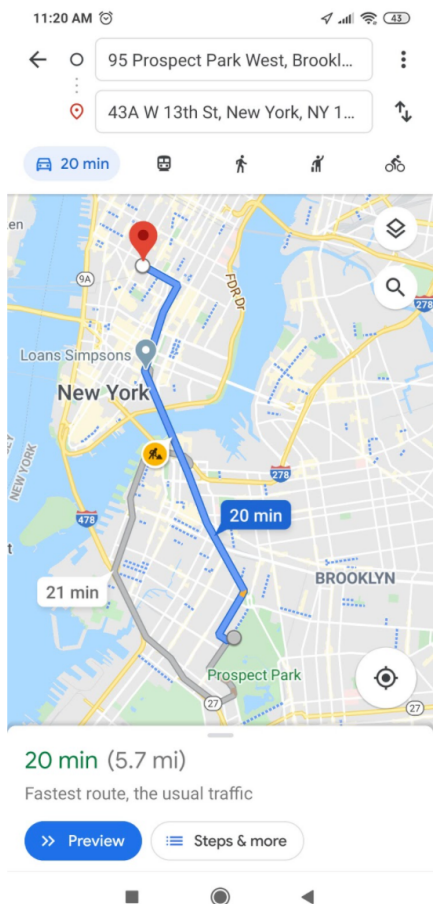 11:20 AM
43
95 Prospect Park West, Brookl...
43A W 13th St, New York, NY 1...
20 min
en
9A
FDR Dr
278
Loans Simpsons
New York
NEW YORK
278
478
20 min
t
21 min
BROOKLYN
Prospect Park
27
27
20 min (5.7 mi)
Fastest route, the usual traffic
Preview
Steps & more